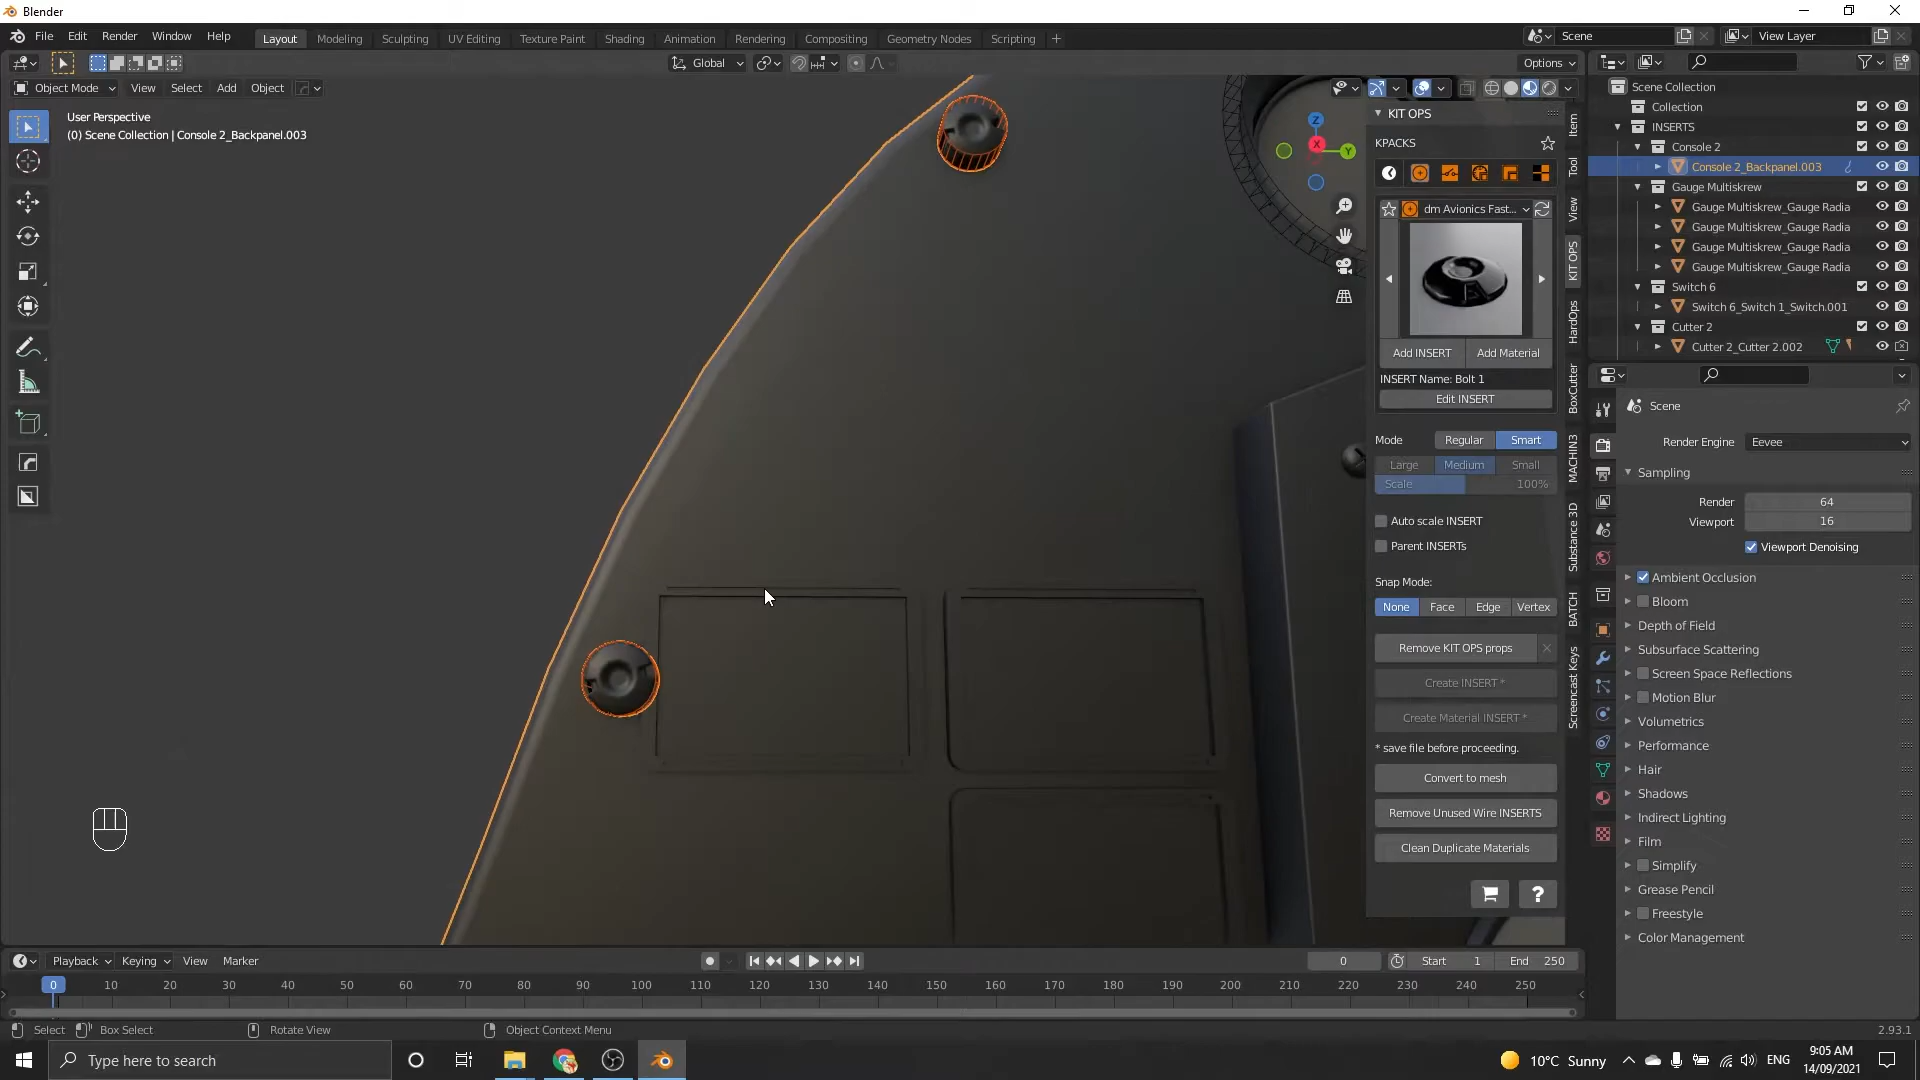 Blender
File Edit Render Window Help Layout Modeling Sculpting UV Editing Texture Paint Shading Animation Rendering Compositing Geometry Nodes Scripting + Scene View Layer
Global Options
Object Mode View Select Add Object
User Perspective
(0) Scene Collection | Console 2_Backpanel.003
Z
X
Y
KIT OPS
KPACKS
dm Avionics Fast...
Add INSERT Add Material
INSERT Name: Bolt 1
Edit INSERT
Mode Regular Smart
Large Medium Small
Scale 100%
Auto scale INSERT
Parent INSERTs
Snap Mode:
None Face Edge Vertex
Remove KIT OPS props
Create INSERT *
Create Material INSERT *
* save file before proceeding.
Convert to mesh
Remove Unused Wire INSERTS
Clean Duplicate Materials
?
Item
Tool
View
KIT OPS
HardOps
BoxCutter
MACHIN3
Substance 3D
BATCH
Screencast Keys
Scene Collection
Collection
INSERTS
Console 2
Console 2_Backpanel.003
Gauge Multiskrew
Gauge Multiskrew_Gauge Radia
Gauge Multiskrew_Gauge Radia
Gauge Multiskrew_Gauge Radia
Gauge Multiskrew_Gauge Radia
Switch 6
Switch 6_Switch 1_Switch.001
Cutter 2
Cutter 2_Cutter 2.002
Scene
Render Engine Eevee
Sampling
Render 64
Viewport 16
Viewport Denoising
Ambient Occlusion
Bloom
Depth of Field
Subsurface Scattering
Screen Space Reflections
Motion Blur
Volumetrics
Performance
Hair
Shadows
Indirect Lighting
Film
Simplify
Grease Pencil
Freestyle
Color Management
Playback Keying View Marker 0 Start 1 End 250
0 10 20 30 40 50 60 70 80 90 100 110 120 130 140 150 160 170 180 190 200 210 220 230 240 250
Select Box Select Rotate View Object Context Menu 2.93.1
Type here to search 10°C Sunny ENG 9:05 AM
14/09/2021